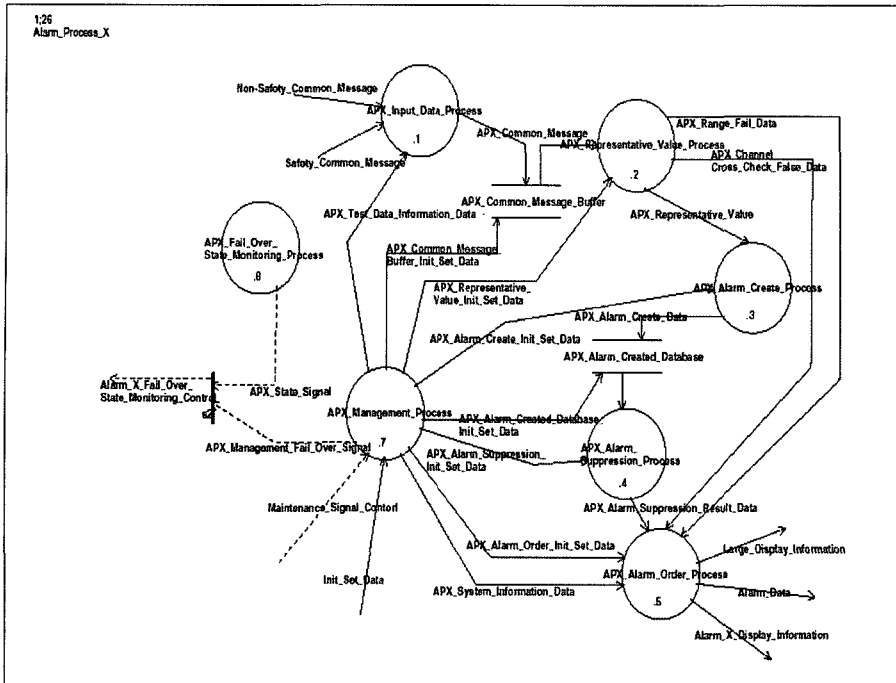 1;26
Alarm_Process_X
Non-Safety_Common_Message
APX_Input_Data_Process
.1
Safety_Common_Message
APX_Common_Message
APX_Representative_Value_Process
.2
APX_Range_Fail_Data
APX_Channel
Cross_Check_False_Data
APX_Common_Message_Buffer
APX_Test_Data_Information_Data
APX_Representative_Value
APX_Fail_Over_
State_Monitoring_Process
.8
APX_Common_Message
Buffer_Init_Set_Data
APX_Representative_
Value_Init_Set_Data
APX_Alarm_Create_Process
.3
APX_Alarm_Create_Data
APX_Alarm_Create_Init_Set_Data
APX_Alarm_Created_Database
Alarm_X_Fail_Over_
State_Monitoring_Control
APX_State_Signal
APX_Management_Process
.7
APX_Alarm_Created_Database_
Init_Set_Data
APX_Management_Fail_Over_Signal
APX_Alarm_Suppression_
Init_Set_Data
APX_Alarm_
Suppression_Process
.4
Maintenance_Signal_Contorl
APX_Alarm_Suppression_Result_Data
APX_Alarm_Order_Init_Set_Data
Large_Display_Information
Init_Set_Data
APX_Alarm_Order_Process
.5
APX_System_Information_Data
Alarm_Data
Alarm_X_Display_Information